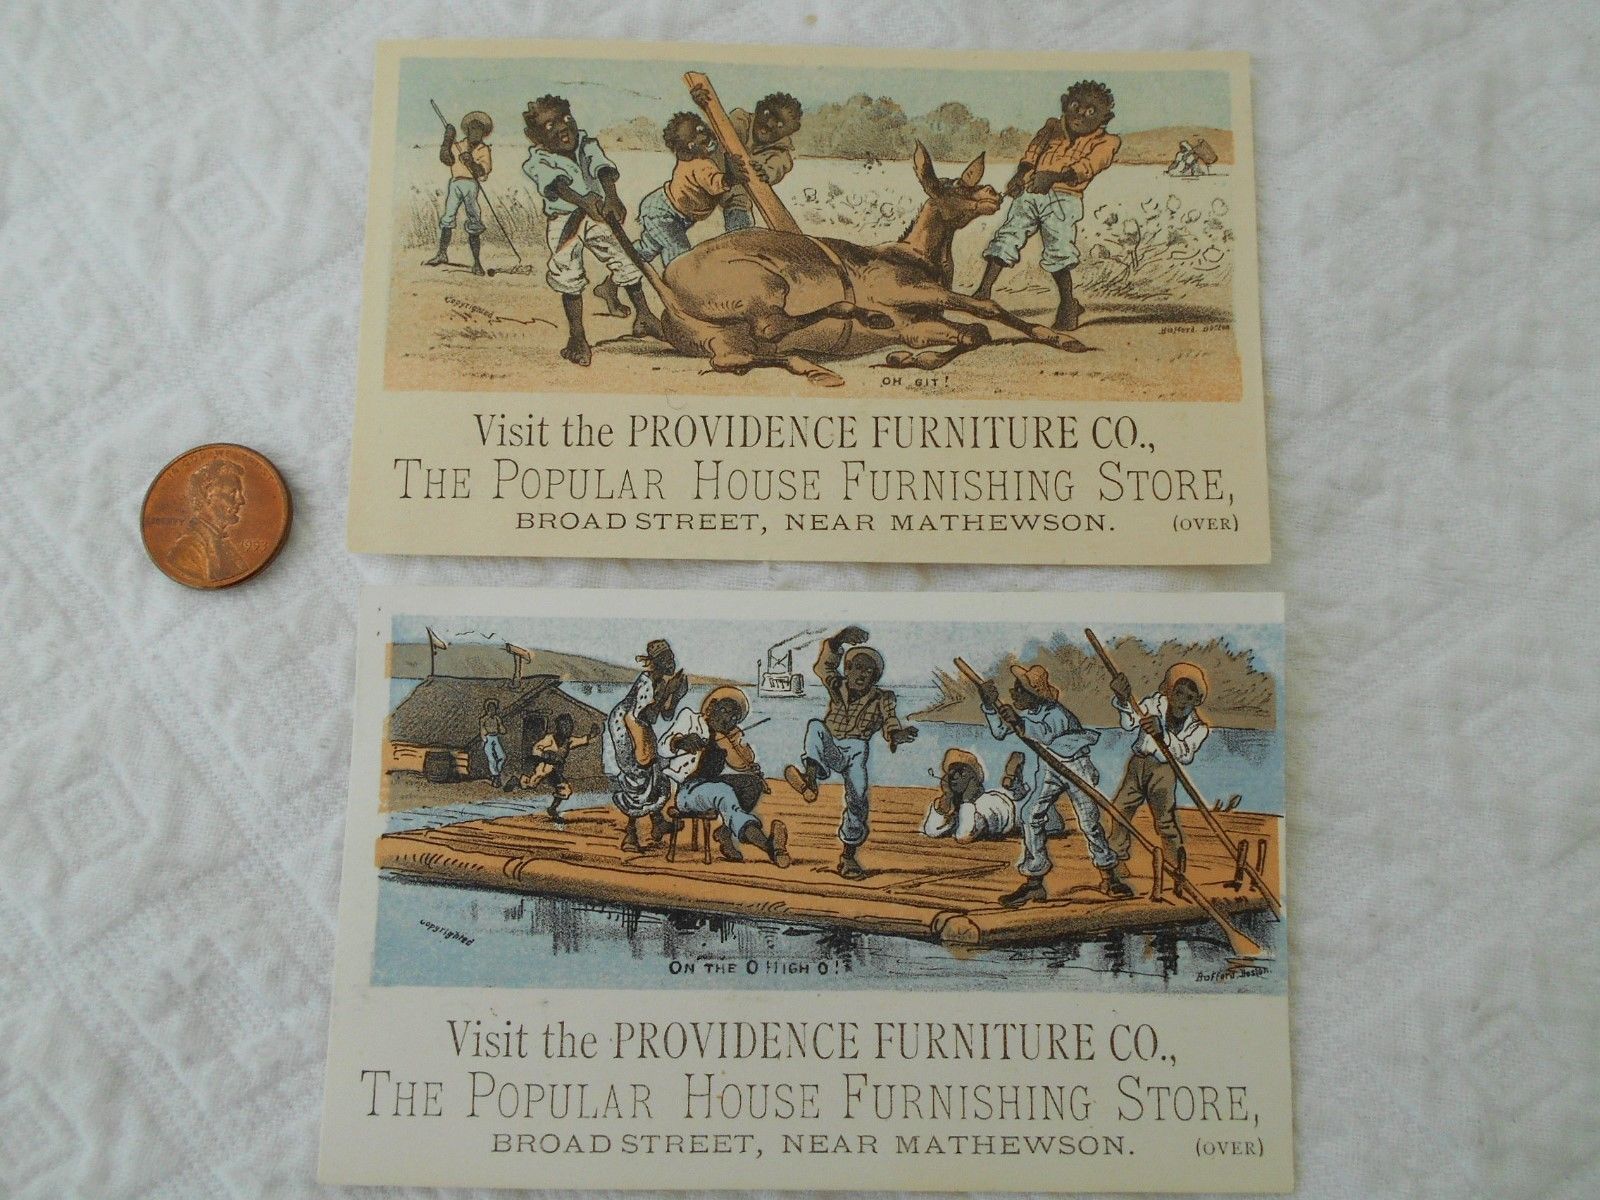 Copyrighted
Bufford Boston
OH GIT!
Visit the PROVIDENCE FURNITURE CO.,
THE POPULAR HOUSE FURNISHING STORE,
BROAD STREET, NEAR MATHEWSON. (OVER)
LIBERTY
1993
Copyrighted
ON THE O HIGH O!
Bufford Boston
Visit the PROVIDENCE FURNITURE CO.,
THE POPULAR HOUSE FURNISHING STORE,
BROAD STREET, NEAR MATHEWSON. (OVER)